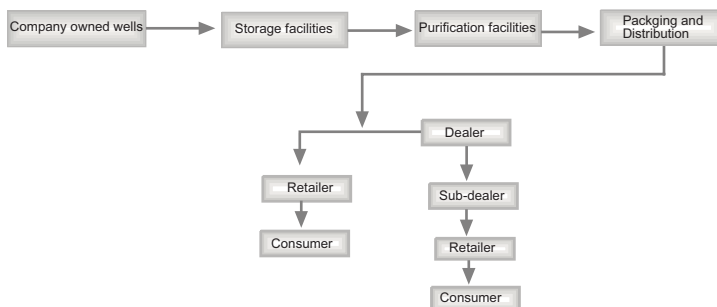 Company owned wells
Storage facilities
Purification facilities
Packging and
Distribution
Dealer
Retailer
Sub-dealer
Consumer
Retailer
Consumer